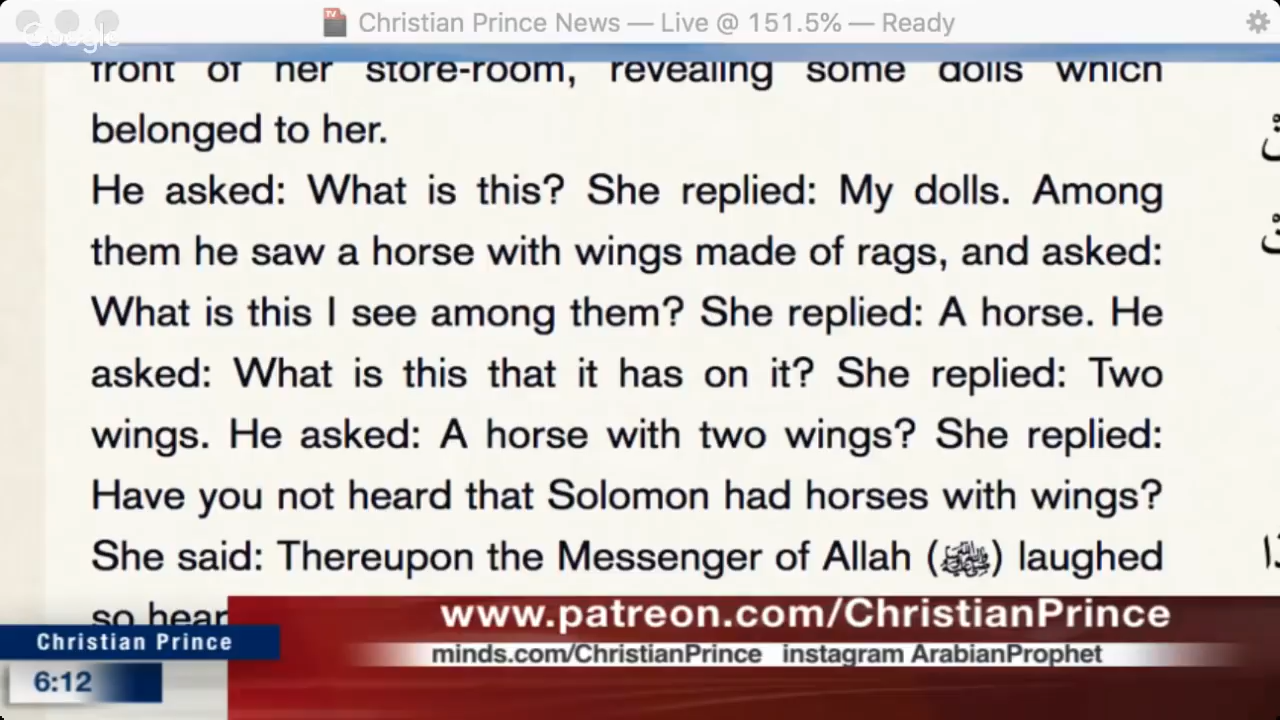 Christian Prince News — Live @ 151.5% — Ready
Google
front of her store-room, revealing some dolls which
belonged to her.
He asked: What is this? She replied: My dolls. Among
them he saw a horse with wings made of rags, and asked:
What is this I see among them? She replied: A horse. He
asked: What is this that it has on it? She replied: Two
wings. He asked: A horse with two wings? She replied:
Have you not heard that Solomon had horses with wings?
She said: Thereupon the Messenger of Allah (ﷺ) laughed
so hear
www.patreon.com/ChristianPrince
Christian Prince
minds.com/ChristianPrince instagram ArabianProphet
6:12